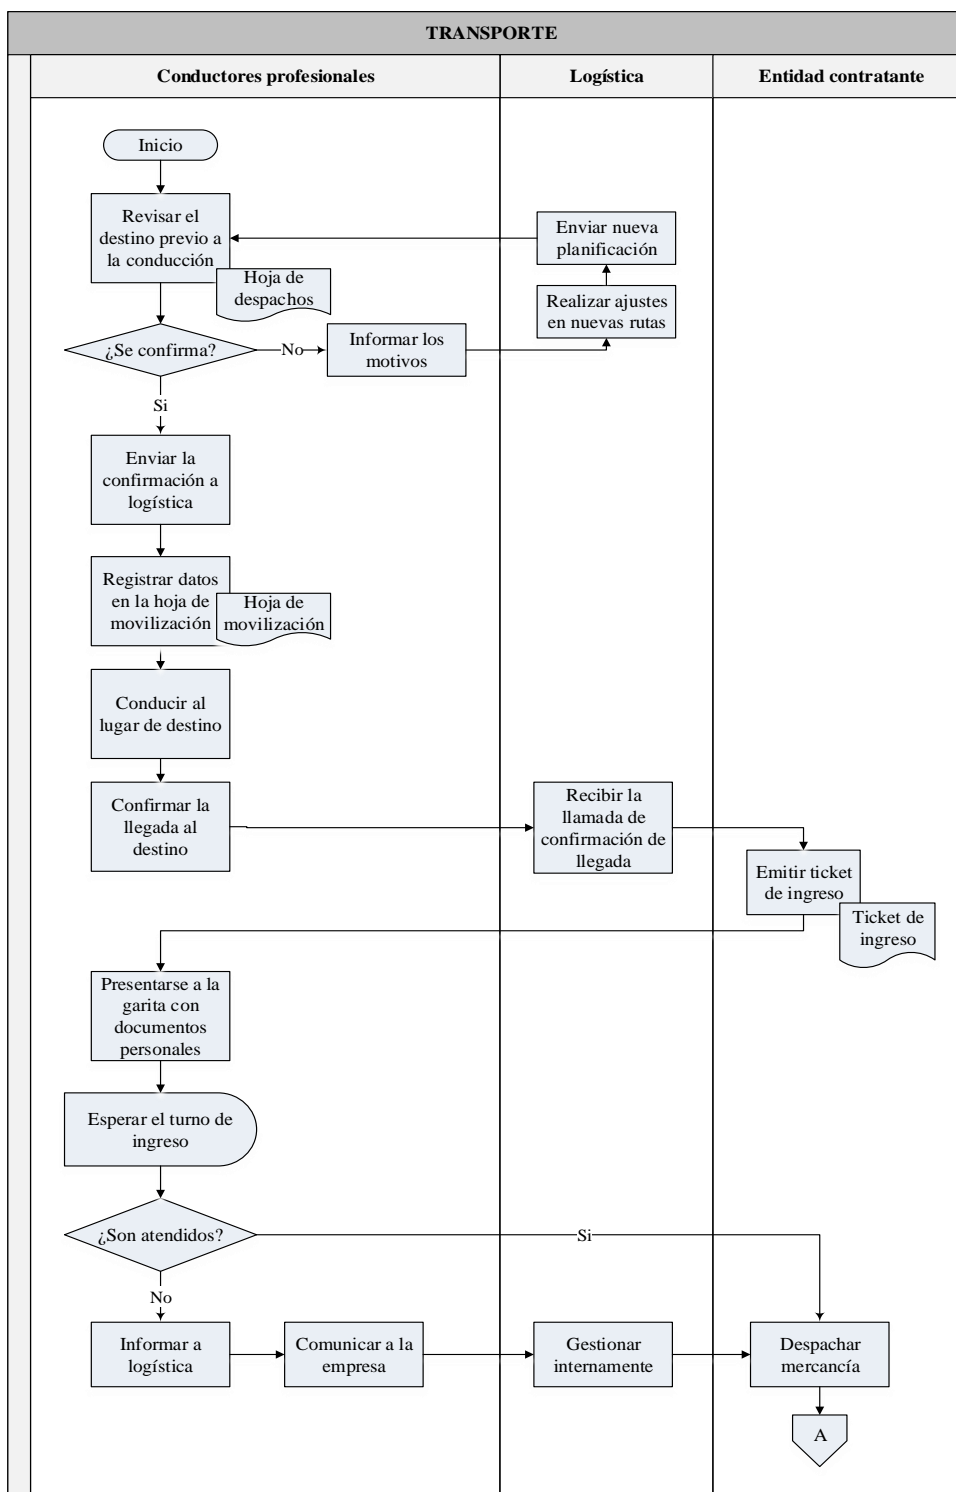 TRANSPORTE
Conductores profesionales
Logística
Entidad contratante
Inicio
Revisar el
destino previo a
la conducción
Hoja de
despachos
Enviar nueva
planificación
Realizar ajustes
en nuevas rutas
¿Se confirma?
No
Informar los
motivos
Si
Enviar la
confirmación a
logística
Registrar datos
en la hoja de
movilización
Hoja de
movilización
Conducir al
lugar de destino
Confirmar la
llegada al
destino
Recibir la
llamada de
confirmación de
llegada
Emitir ticket
de ingreso
Ticket de
ingreso
Presentarse a la
garita con
documentos
personales
Esperar el turno de
ingreso
¿Son atendidos?
Si
No
Informar a
logística
Comunicar a la
empresa
Gestionar
internamente
Despachar
mercancía
A